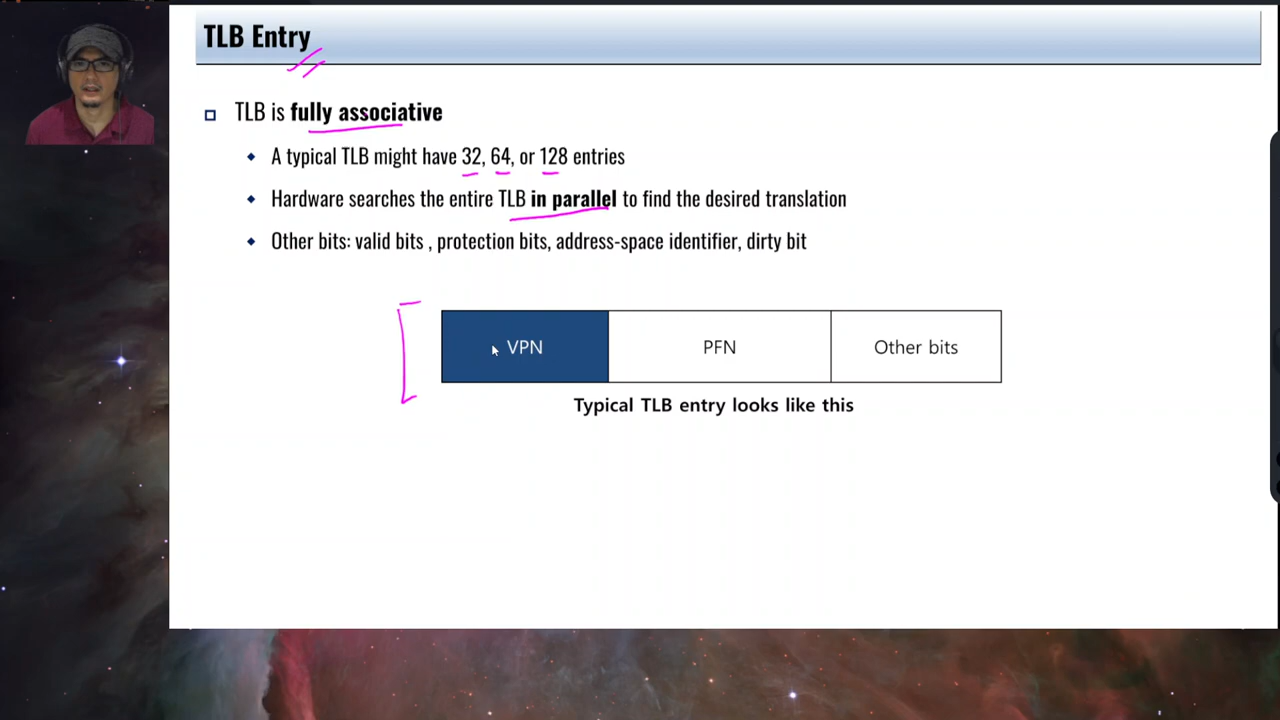 TLB Entry
TLB is fully associative
A typical TLB might have 32, 64, or 128 entries
Hardware searches the entire TLB in parallel to find the desired translation
Other bits: valid bits , protection bits, address-space identifier, dirty bit
VPN PFN Other bits
Typical TLB entry looks like this